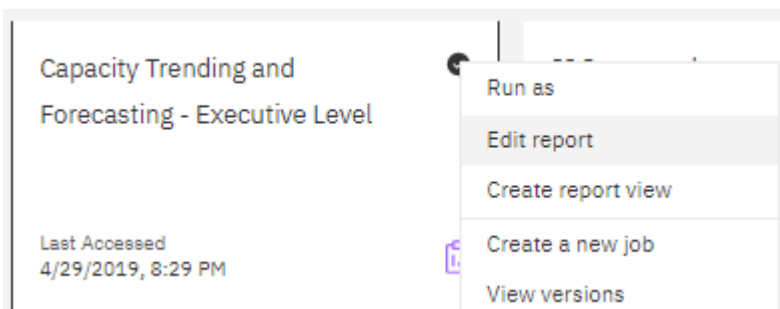 Capacity Trending and
Forecasting - Executive Level
Last Accessed
4/29/2019, 8:29 PM
Run as
Edit report
Create report view
Create a new job
View versions